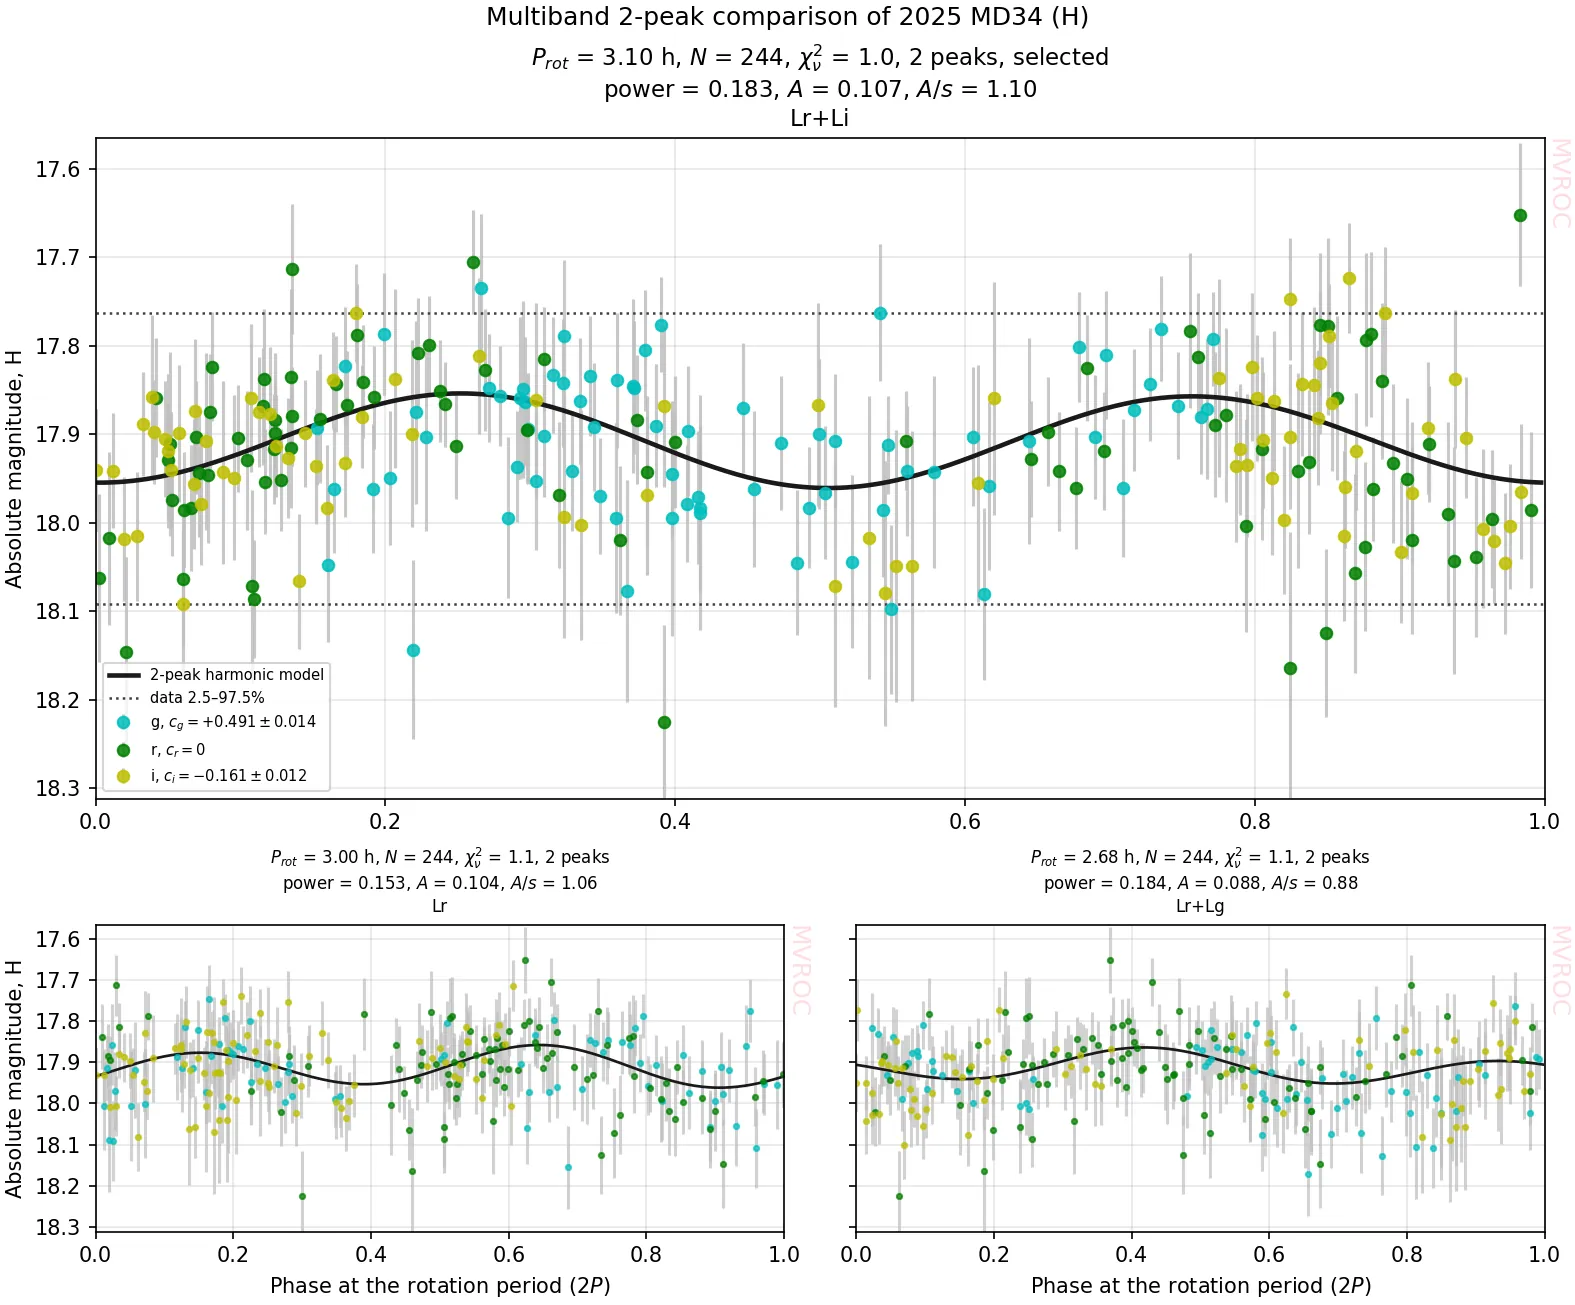 Multiband 2-peak comparison of 2025 MD34 (H)
P_rot = 3.10 h, N = 244, χ²_ν = 1.0, 2 peaks, selected
power = 0.183, A = 0.107, A/s = 1.10
Lr+Li
Absolute magnitude, H
17.6
17.7
17.8
17.9
18.0
18.1
18.2
18.3
2-peak harmonic model
data 2.5–97.5%
g, c_g = +0.491 ± 0.014
r, c_r = 0
i, c_i = −0.161 ± 0.012
0.0 0.2 0.4 0.6 0.8 1.0
MVROC
P_rot = 3.00 h, N = 244, χ²_ν = 1.1, 2 peaks
power = 0.153, A = 0.104, A/s = 1.06
Lr
Absolute magnitude, H
17.6
17.7
17.8
17.9
18.0
18.1
18.2
18.3
0.0 0.2 0.4 0.6 0.8 1.0
Phase at the rotation period (2P)
MVROC
P_rot = 2.68 h, N = 244, χ²_ν = 1.1, 2 peaks
power = 0.184, A = 0.088, A/s = 0.88
Lr+Lg
0.0 0.2 0.4 0.6 0.8 1.0
Phase at the rotation period (2P)
MVROC